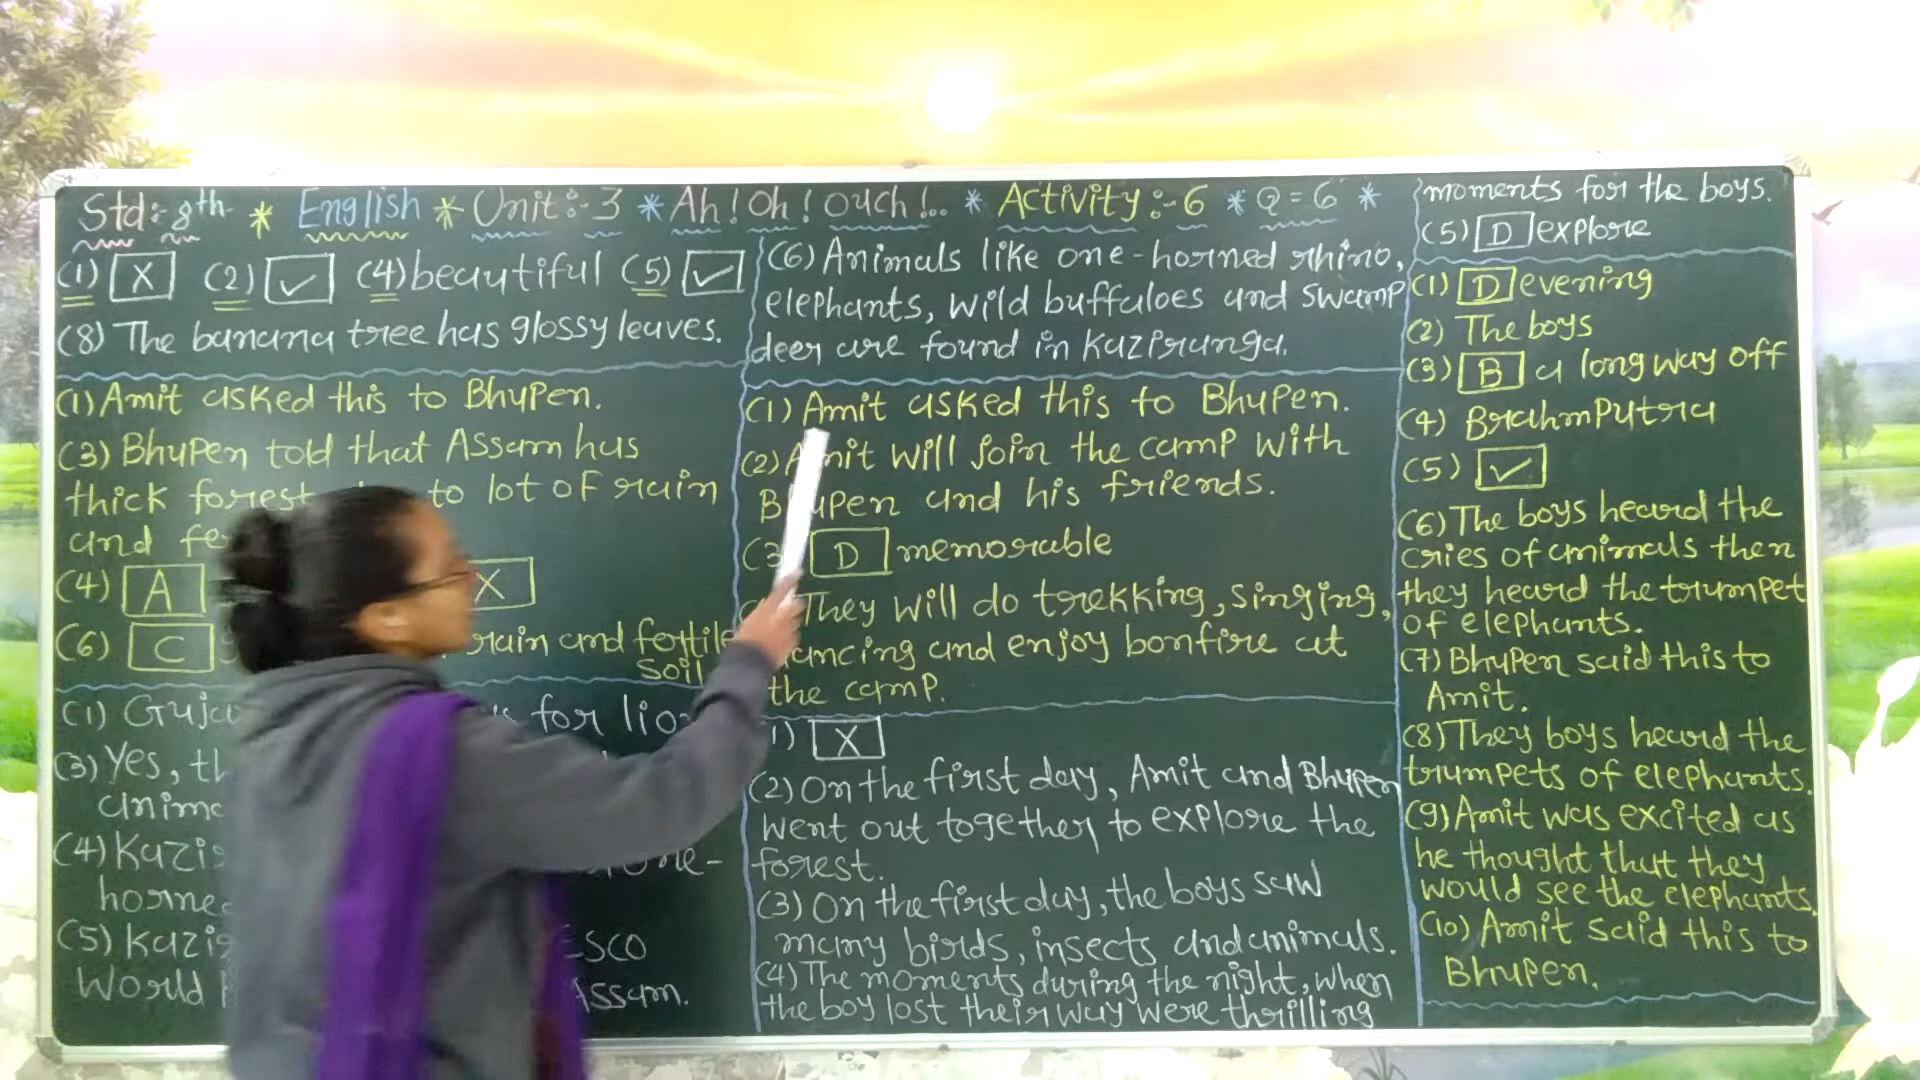 Std:- 8th * English * Unit:-3 * Ah! Oh! Ouch!.. * Activity:-6 * Q=6 *
(1) X (2) ✓ (4) beautiful (5) ✓
(8) The banana tree has glossy leaves.
(1) Amit asked this to Bhupen.
(3) Bhupen told that Assam has
thick forest to lot of rain
and
(4) A X
(6) C rain and fertile
soil
(1) for
(3) Yes,
(4)
horne
(5)
World Assam.
(6) Animals like one-horned rhino,
elephants, wild buffaloes and swamp
deer are found in Kaziranga.
(1) Amit asked this to Bhupen.
(2) Amit will join the camp with
Bhupen and his friends.
(3) D memorable
They will do trekking, singing,
dancing and enjoy bonfire at
the camp.
1) X
(2) On the first day, Amit and Bhupen
went out together to explore the
forest.
(3) On the first day, the boys saw
many birds, insects and animals.
(4) The moments during the night, when
the boy lost their way were thrilling
moments for the boys.
(5) D explore
(1) D evening
(2) The boys
(3) B a long way off
(4) Brahmputra
(5) ✓
(6) The boys heard the
cries of animals then
they heard the trumpet
of elephants.
(7) Bhupen said this to
Amit.
(8) They boys heard the
trumpets of elephants.
(9) Amit was excited as
he thought that they
would see the elephants.
(10) Amit said this to
Bhupen.